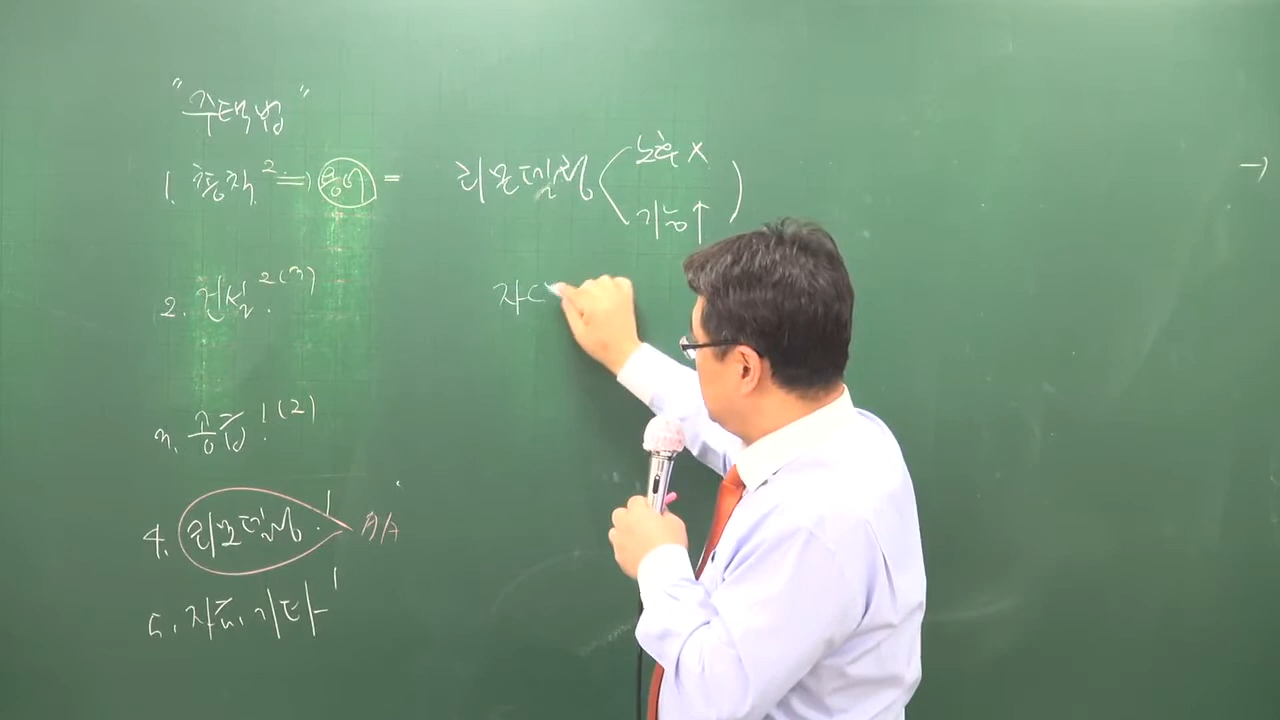 "주택법"
1. 총칙. 2. ⇒ 용어 =
2. 건설. 2(3)
3. 공급! (2)
4. 리모델링. 1
5. 자금, 기타 1
리모델링 ( 노후 X
기능↑ )
→